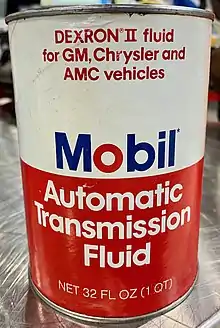 DEXRON® II fluid
for GM, Chrysler and
AMC vehicles
Mobil®
Automatic
Transmission
Fluid
NET 32 FL OZ (1 QT)